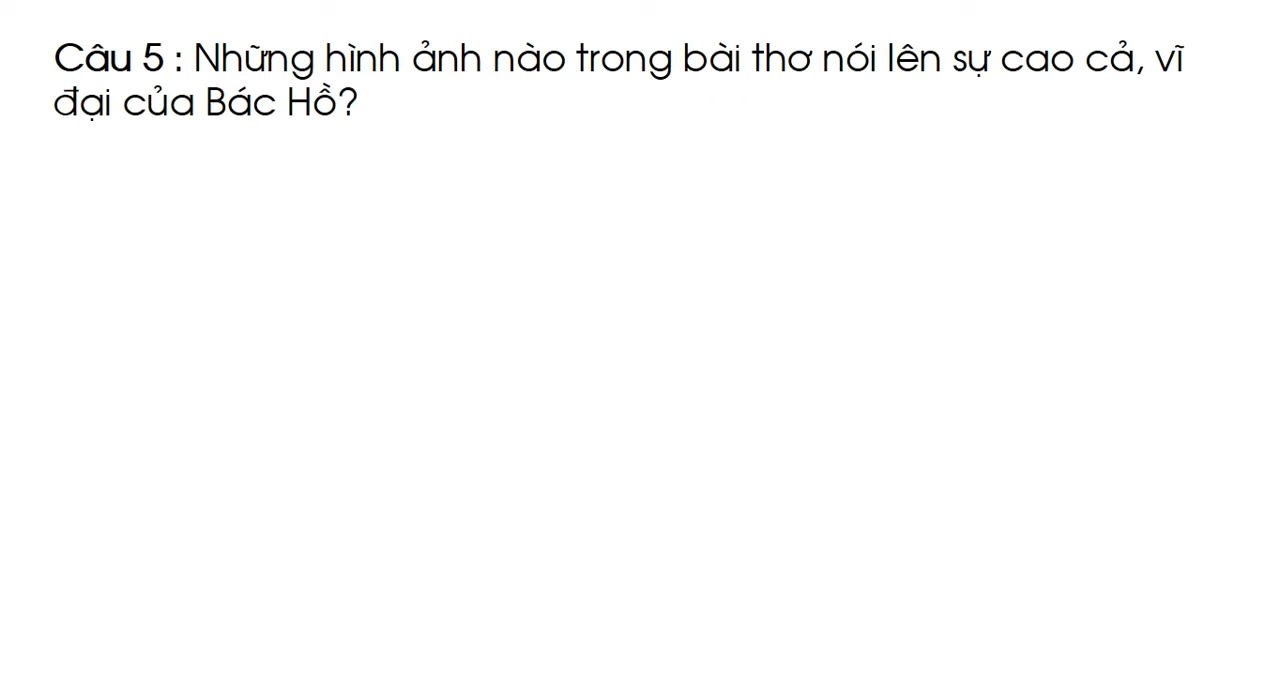 Câu 5 : Những hình ảnh nào trong bài thơ nói lên sự cao cả, vĩ
đại của Bác Hồ?